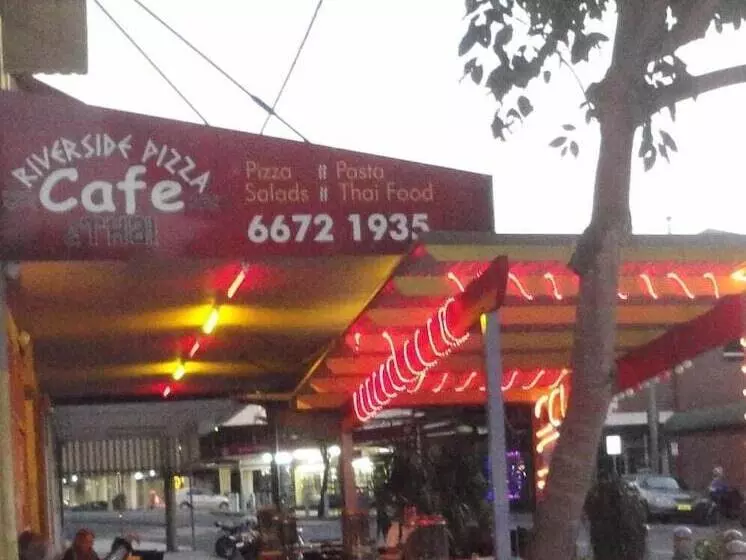 RIVERSIDE PIZZA
Cafe
& THAI
Pizza || Pasta
Salads || Thai Food
6672 1935